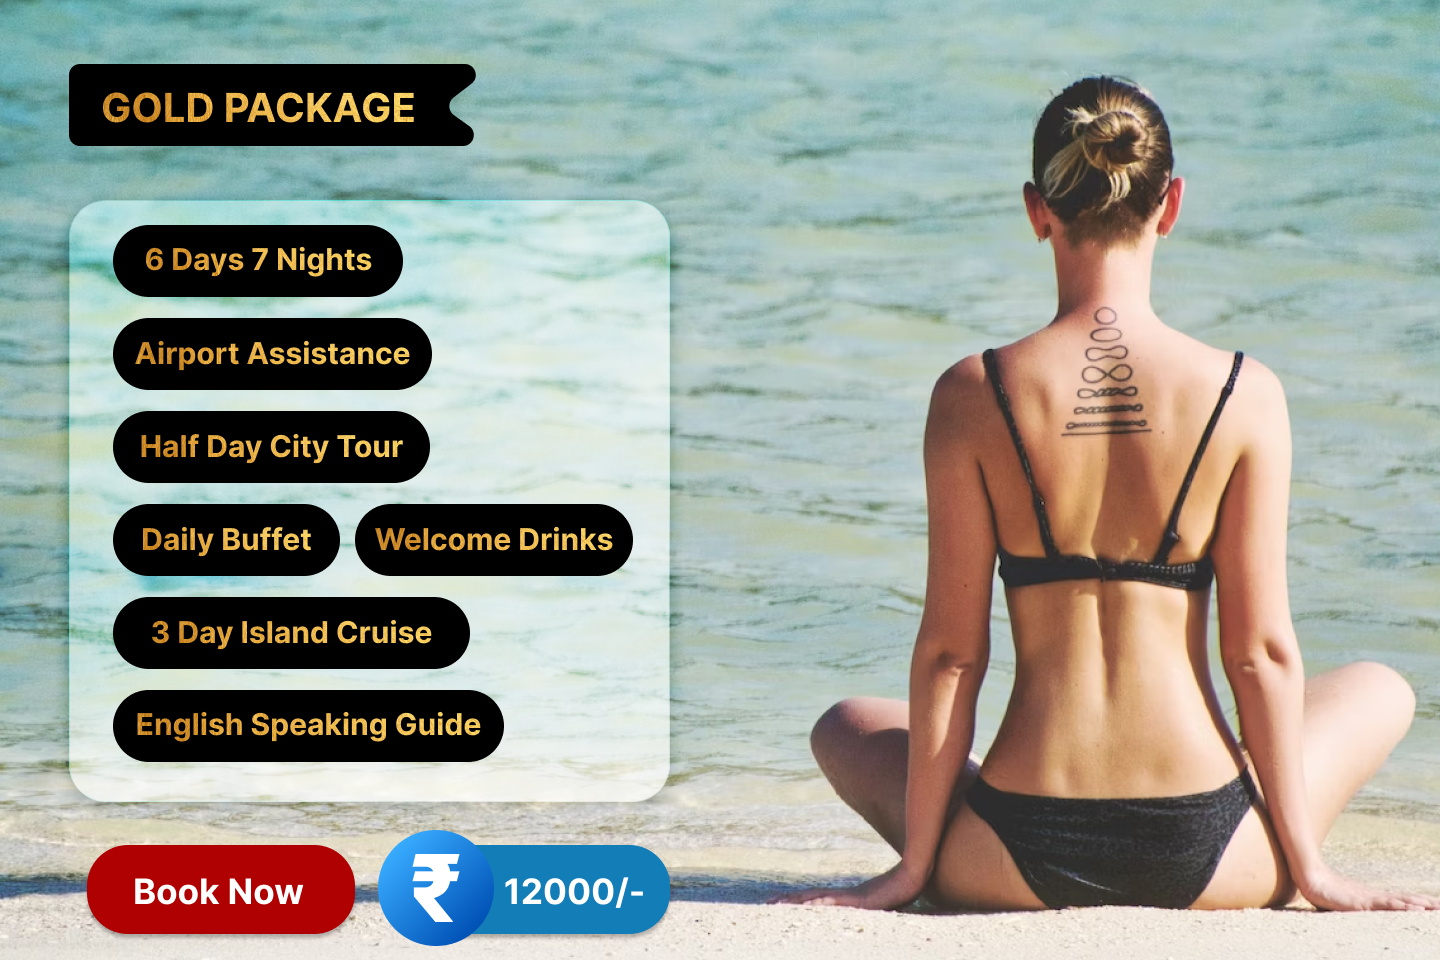 GOLD PACKAGE
6 Days 7 Nights
Airport Assistance
Half Day City Tour
Daily Buffet
Welcome Drinks
3 Day Island Cruise
English Speaking Guide
Book Now
₹ 12000/-